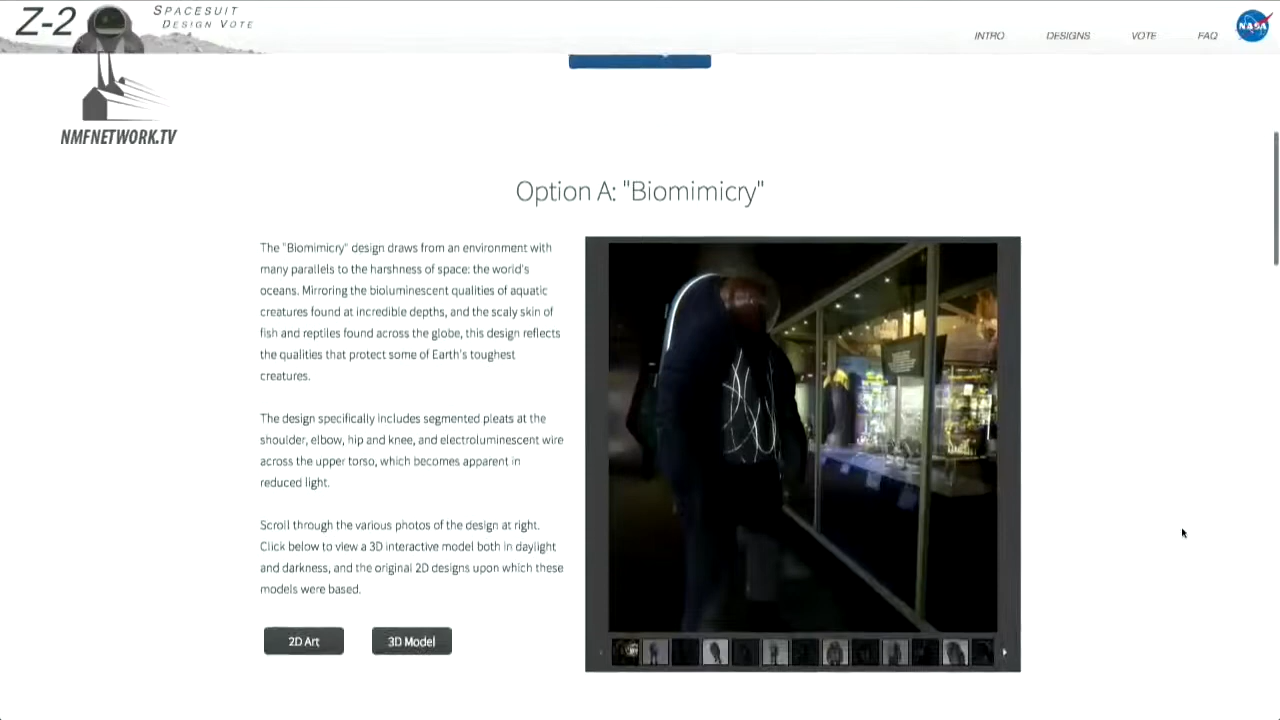 Z-2
SPACESUIT
DESIGN VOTE
INTRO DESIGNS VOTE FAQ
NASA
NMFNETWORK.TV
Option A: "Biomimicry"
The "Biomimicry" design draws from an environment with
many parallels to the harshness of space: the world's
oceans. Mirroring the bioluminescent qualities of aquatic
creatures found at incredible depths, and the scaly skin of
fish and reptiles found across the globe, this design reflects
the qualities that protect some of Earth's toughest
creatures.
The design specifically includes segmented pleats at the
shoulder, elbow, hip and knee, and electroluminescent wire
across the upper torso, which becomes apparent in
reduced light.
Scroll through the various photos of the design at right.
Click below to view a 3D interactive model both in daylight
and darkness, and the original 2D designs upon which these
models were based.
2D Art 3D Model